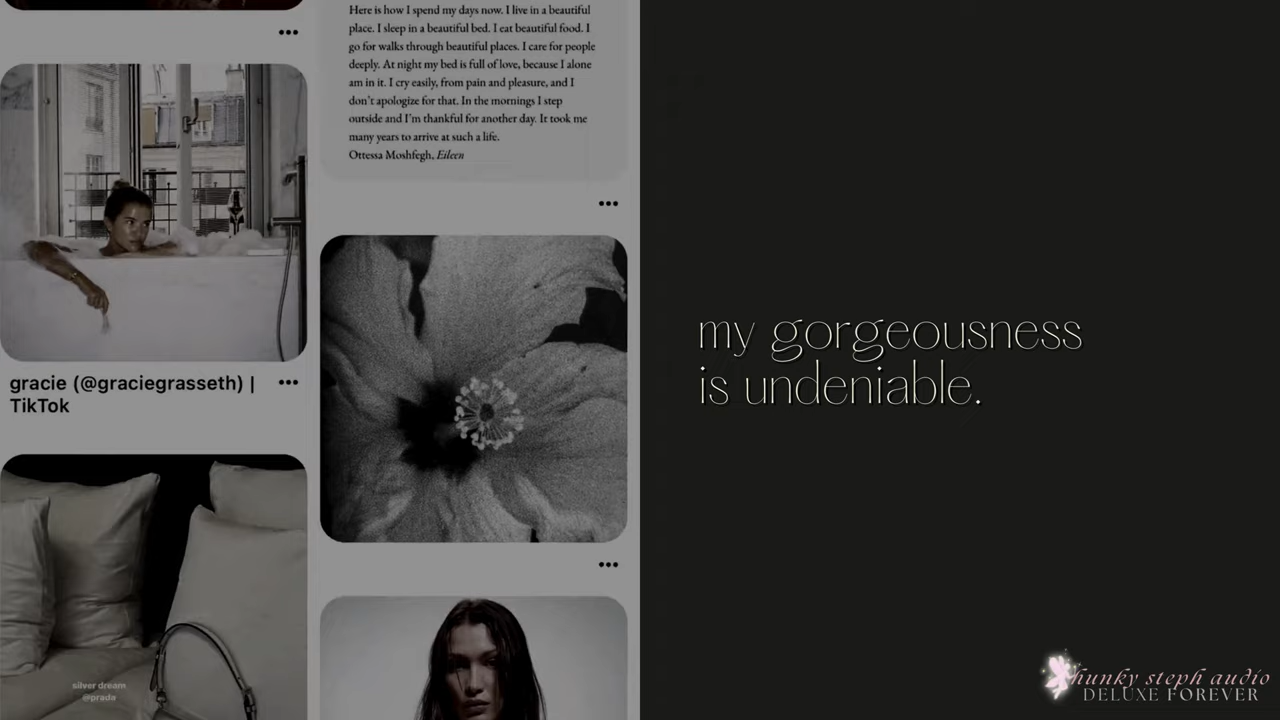 Here is how I spend my days now. I live in a beautiful
place. I sleep in a beautiful bed. I eat beautiful food. I
go for walks through beautiful places. I care for people
deeply. At night my bed is full of love, because I alone
am in it. I cry easily, from pain and pleasure, and I
don't apologize for that. In the mornings I step
outside and I'm thankful for another day. It took me
many years to arrive at such a life.
Ottessa Moshfegh, Eileen
gracie (@graciegrasseth) |
TikTok
silver dream
@prada
my gorgeousness
is undeniable.
hunky steph audio
DELUXE FOREVER